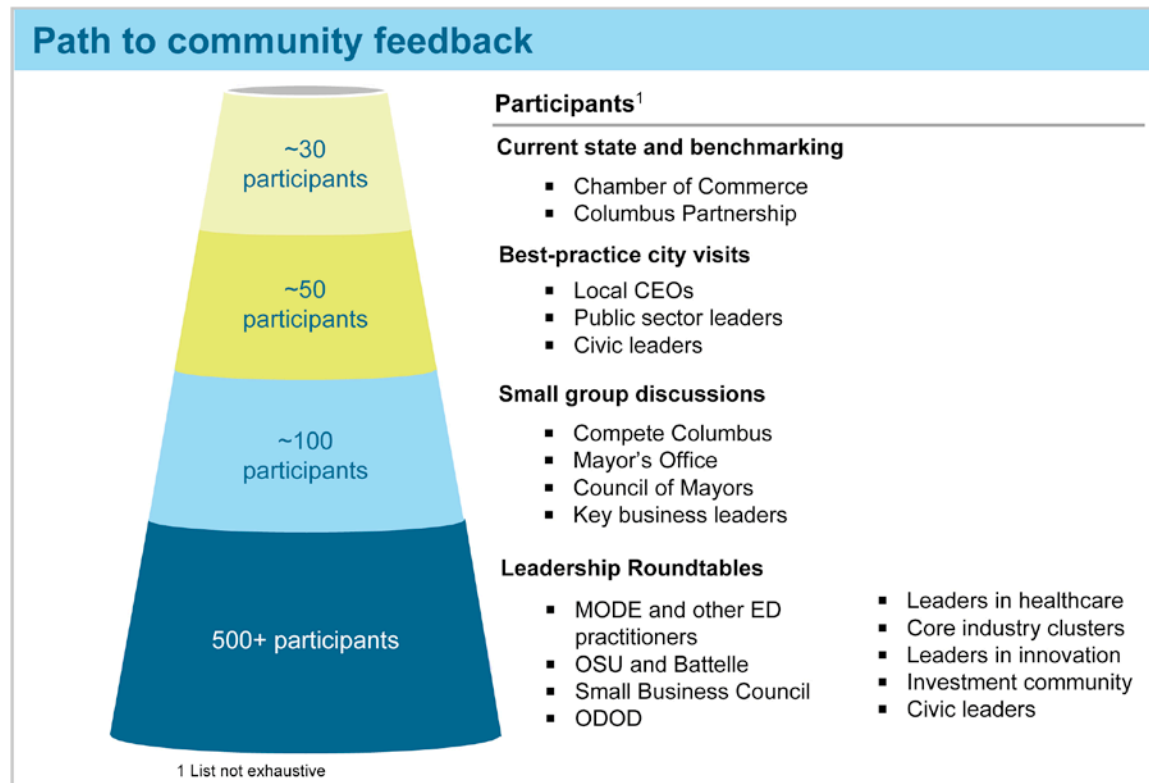 Path to community feedback
~30
participants
~50
participants
~100
participants
500+ participants
Participants1
Current state and benchmarking
▪ Chamber of Commerce
▪ Columbus Partnership
Best-practice city visits
▪ Local CEOs
▪ Public sector leaders
▪ Civic leaders
Small group discussions
▪ Compete Columbus
▪ Mayor’s Office
▪ Council of Mayors
▪ Key business leaders
Leadership Roundtables
▪ MODE and other ED
practitioners
▪ OSU and Battelle
▪ Small Business Council
▪ ODOD
▪ Leaders in healthcare
▪ Core industry clusters
▪ Leaders in innovation
▪ Investment community
▪ Civic leaders
1 List not exhaustive